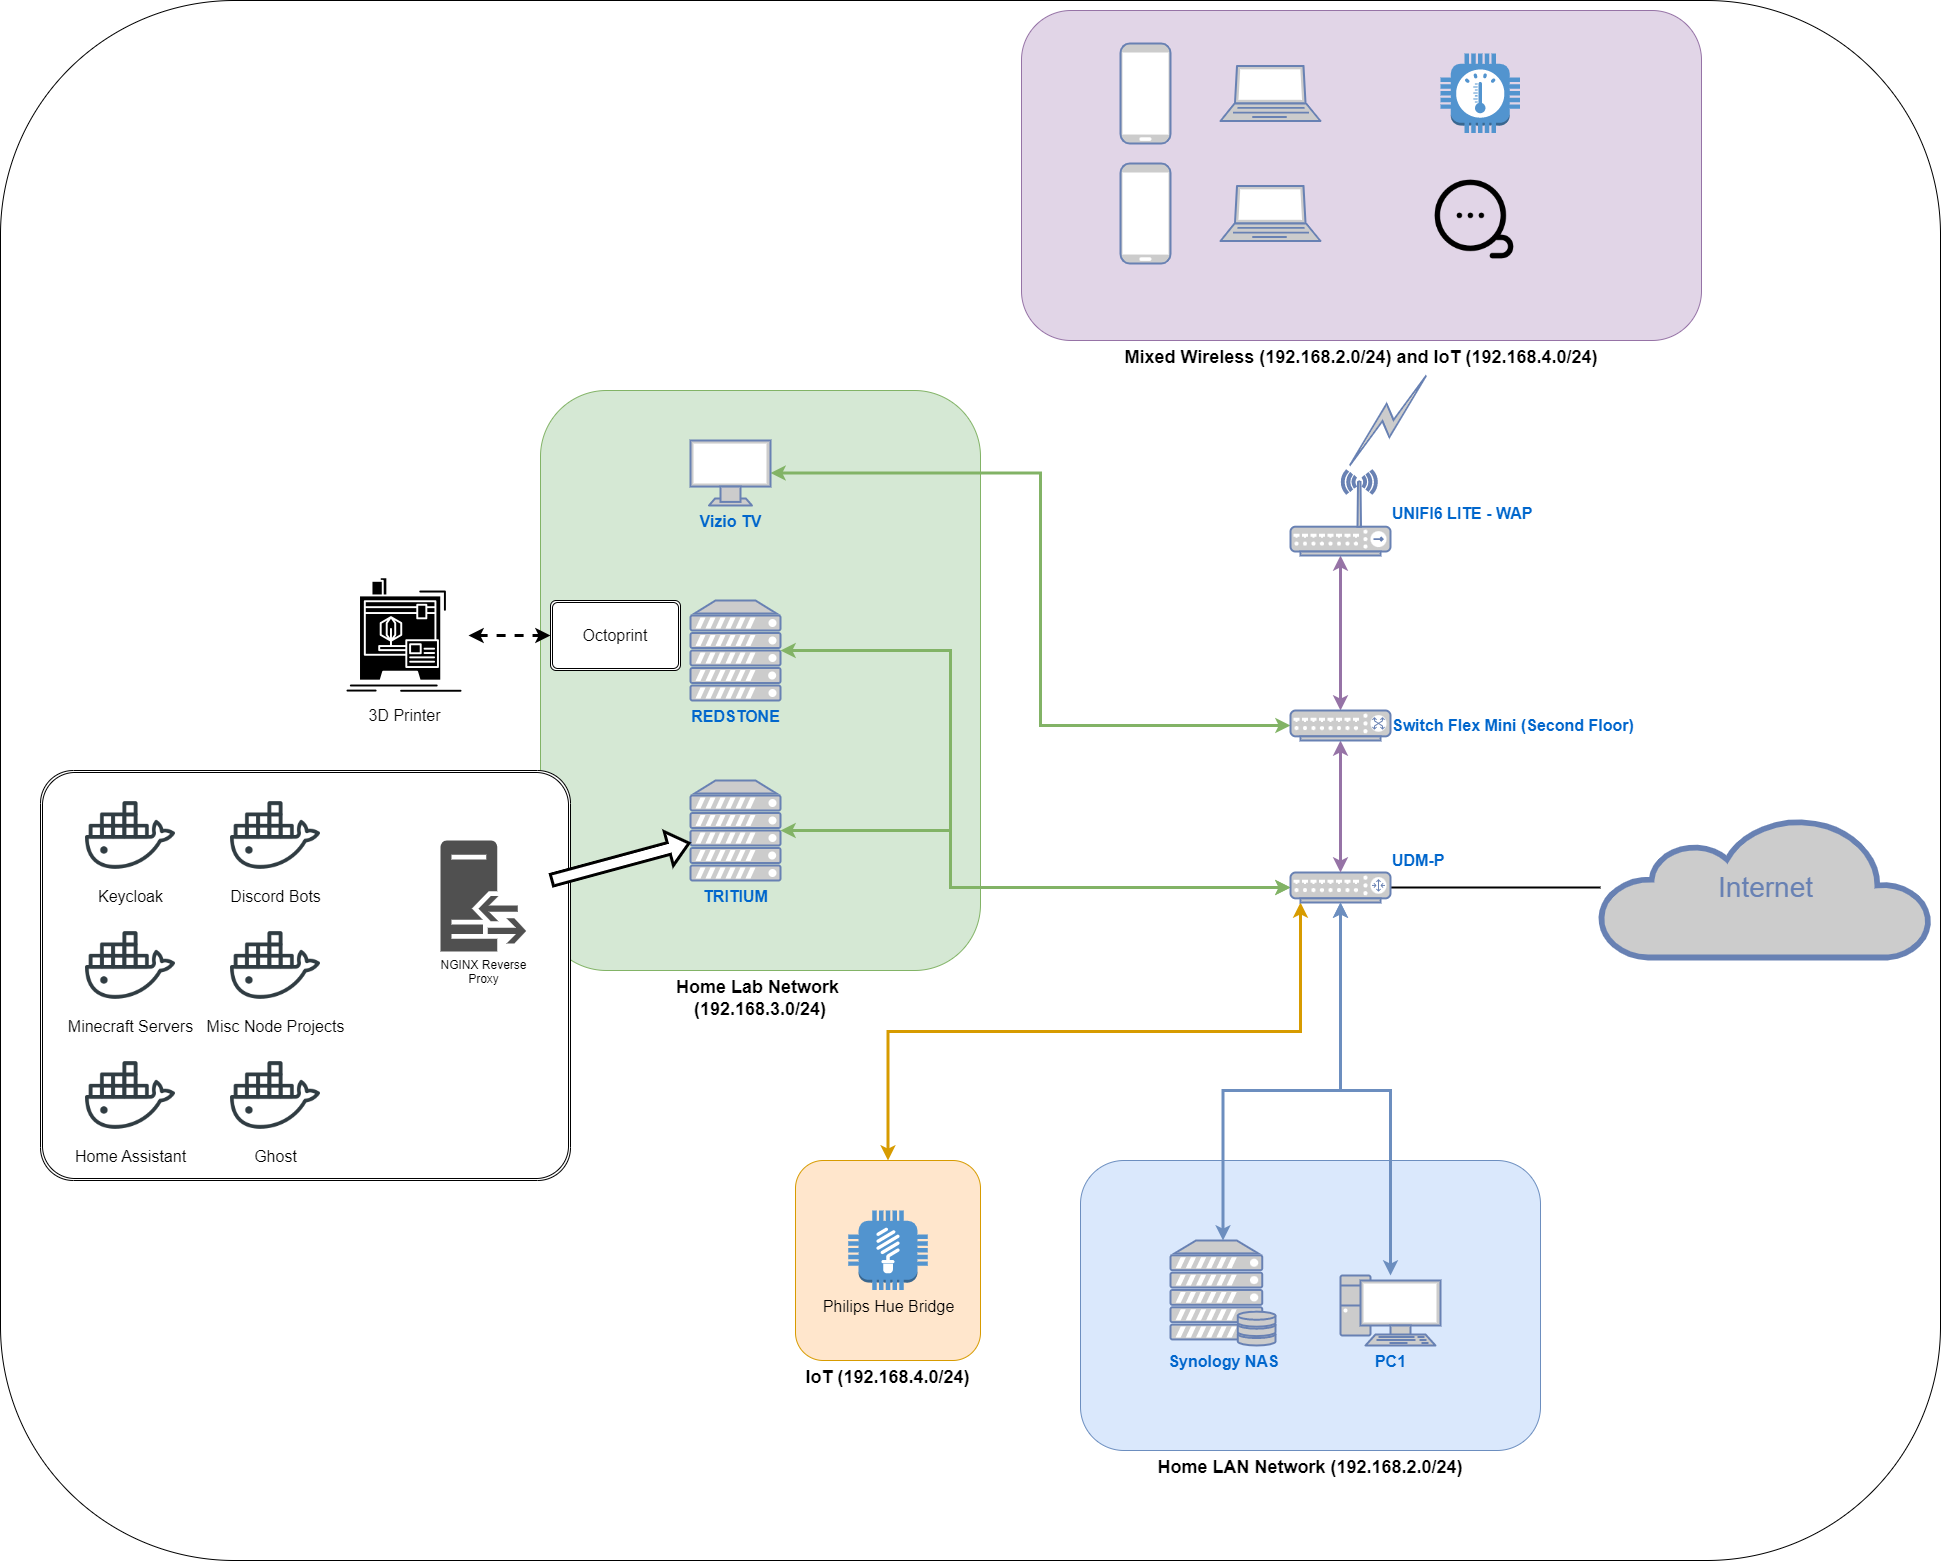 Mixed Wireless (192.168.2.0/24) and IoT (192.168.4.0/24)
UNIFI6 LITE - WAP
Vizio TV
Octoprint
REDSTONE
3D Printer
Switch Flex Mini (Second Floor)
TRITIUM
UDM-P
Internet
Keycloak
Discord Bots
NGINX Reverse
Proxy
Minecraft Servers
Misc Node Projects
Home Assistant
Ghost
Home Lab Network
(192.168.3.0/24)
Philips Hue Bridge
IoT (192.168.4.0/24)
Synology NAS
PC1
Home LAN Network (192.168.2.0/24)